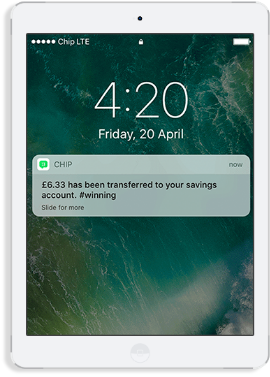 Chip LTE
4:20
Friday, 20 April
CHIP now
£6.33 has been transferred to your savings
account. #winning
Slide for more